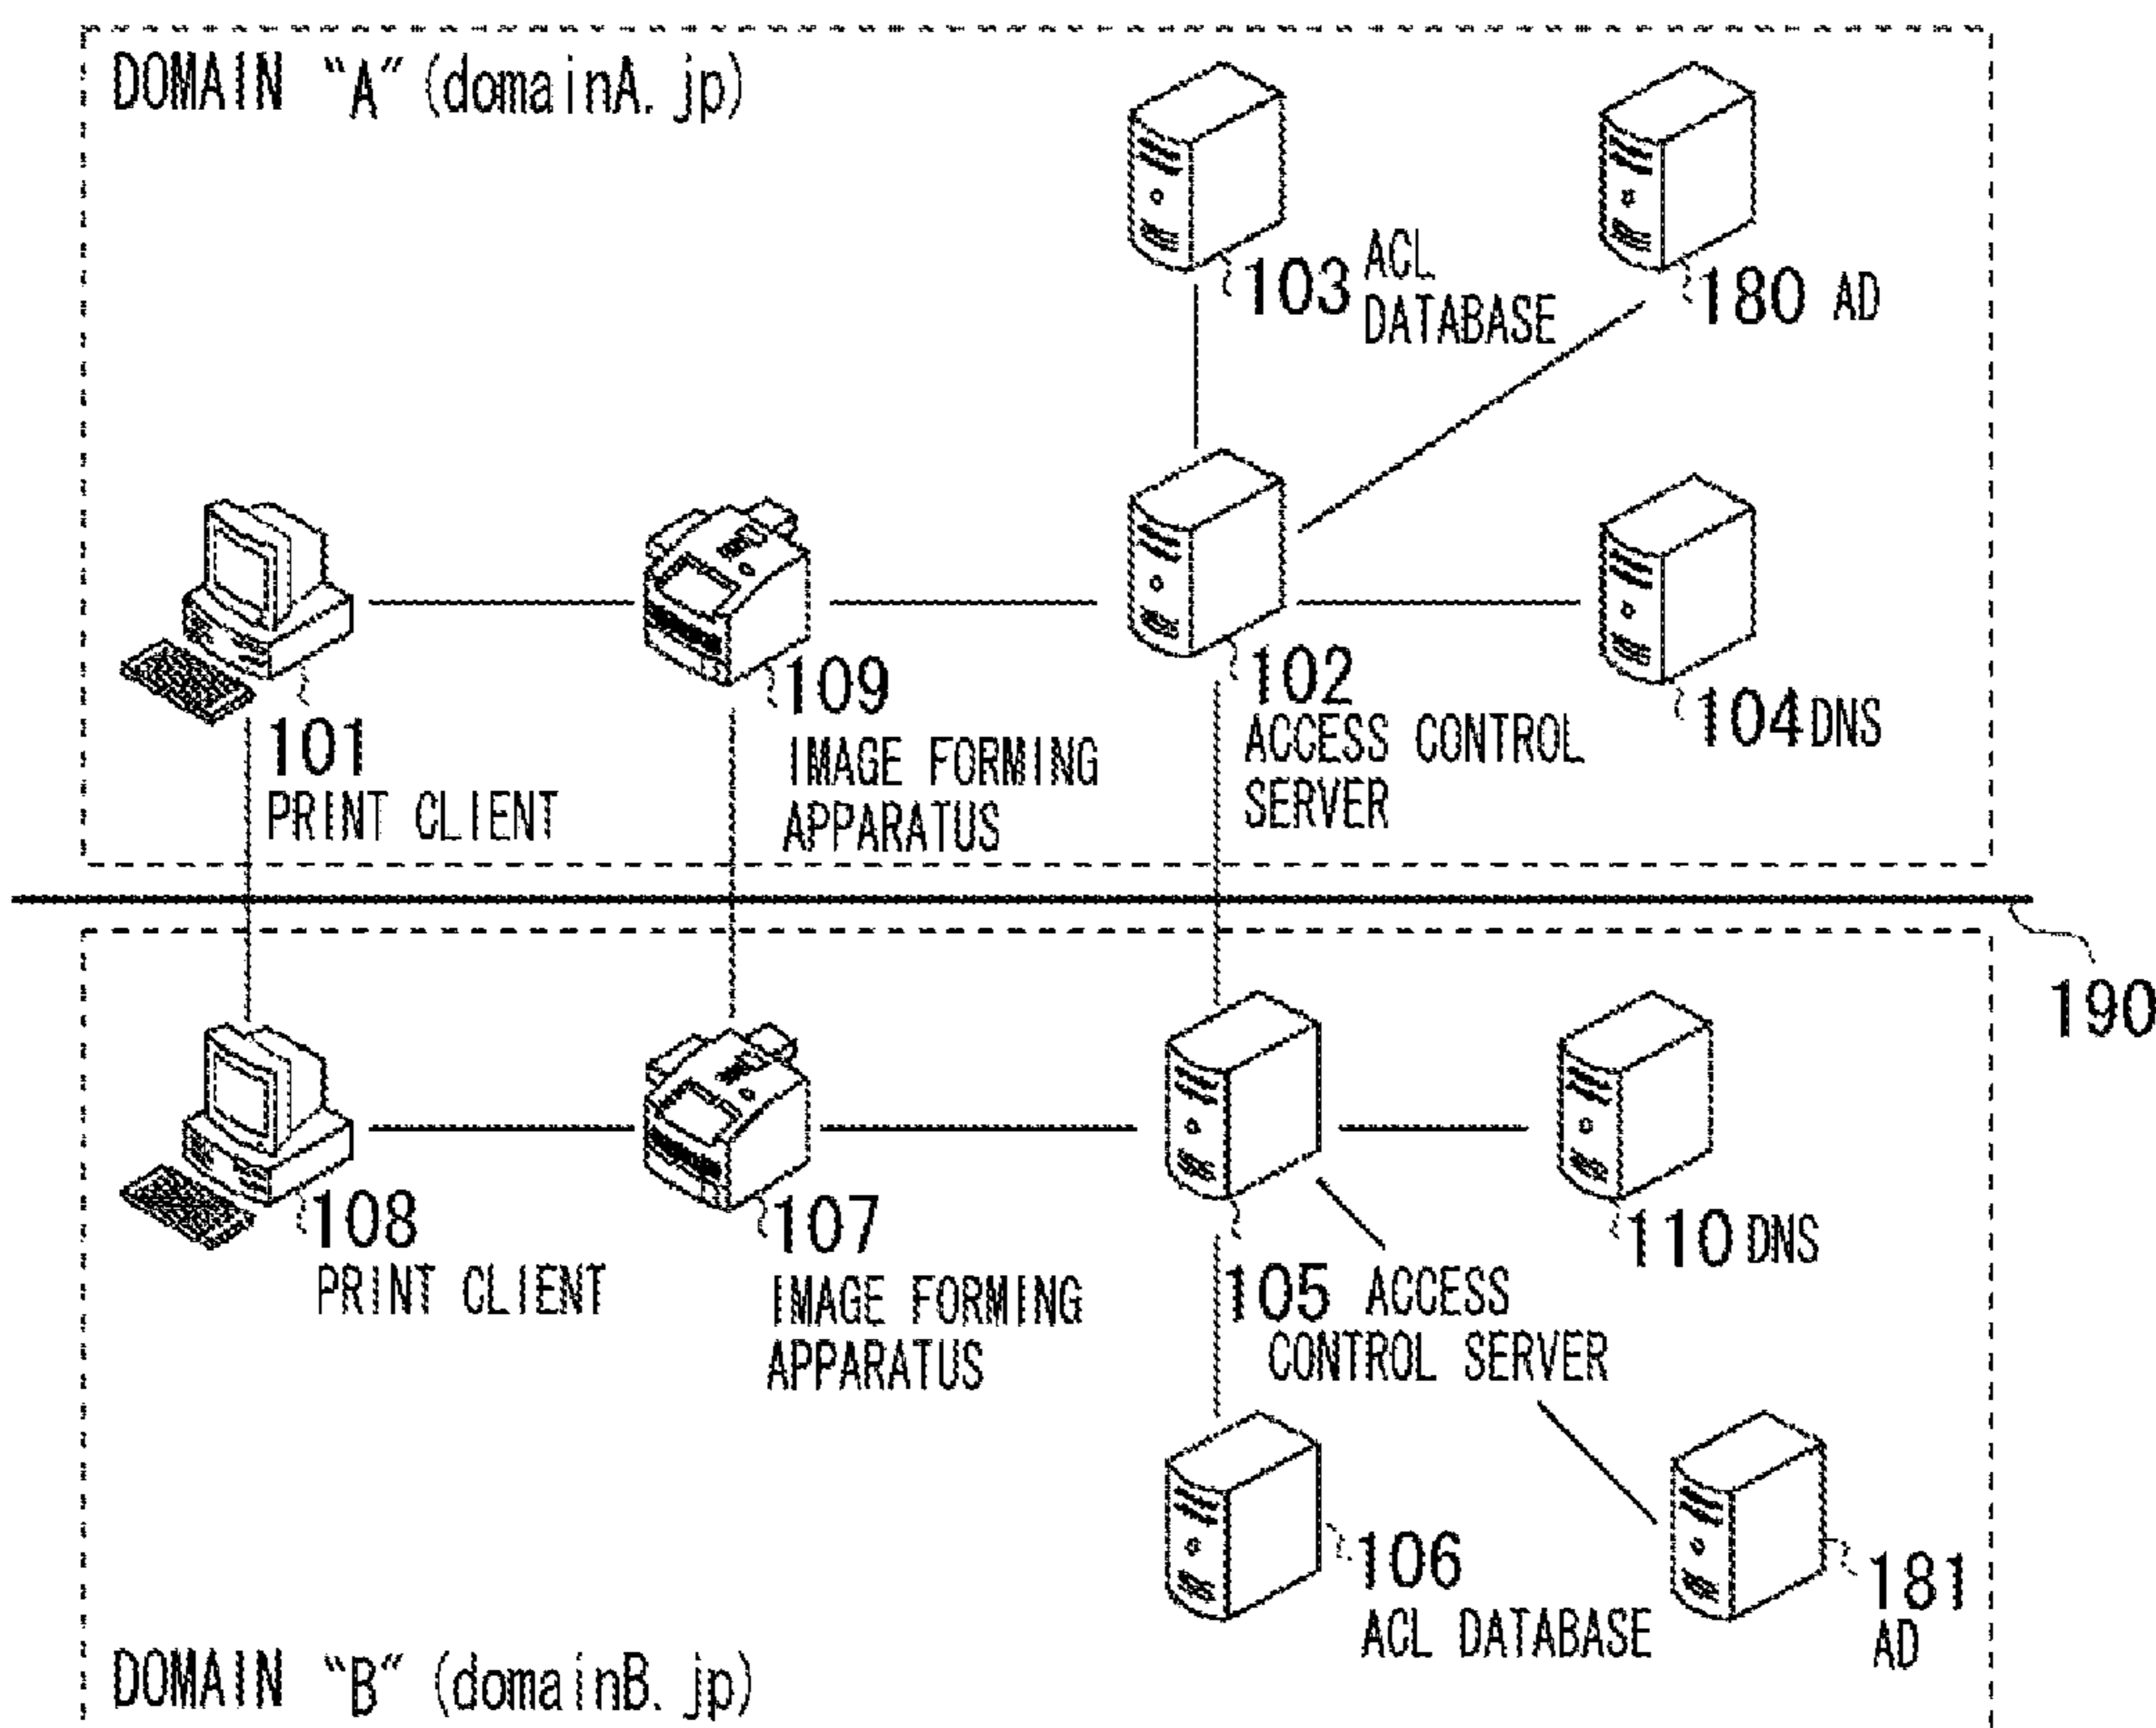 DOMAIN “A” (domainA. jp)
103 ACL
DATABASE
180 AD
101
PRINT CLIENT
109
IMAGE FORMING
APPARATUS
102
ACCESS CONTROL
SERVER
104 DNS
190
108
PRINT CLIENT
107
IMAGE FORMING
APPARATUS
105 ACCESS
CONTROL SERVER
110 DNS
106
ACL DATABASE
181
AD
DOMAIN “B” (domainB. jp)